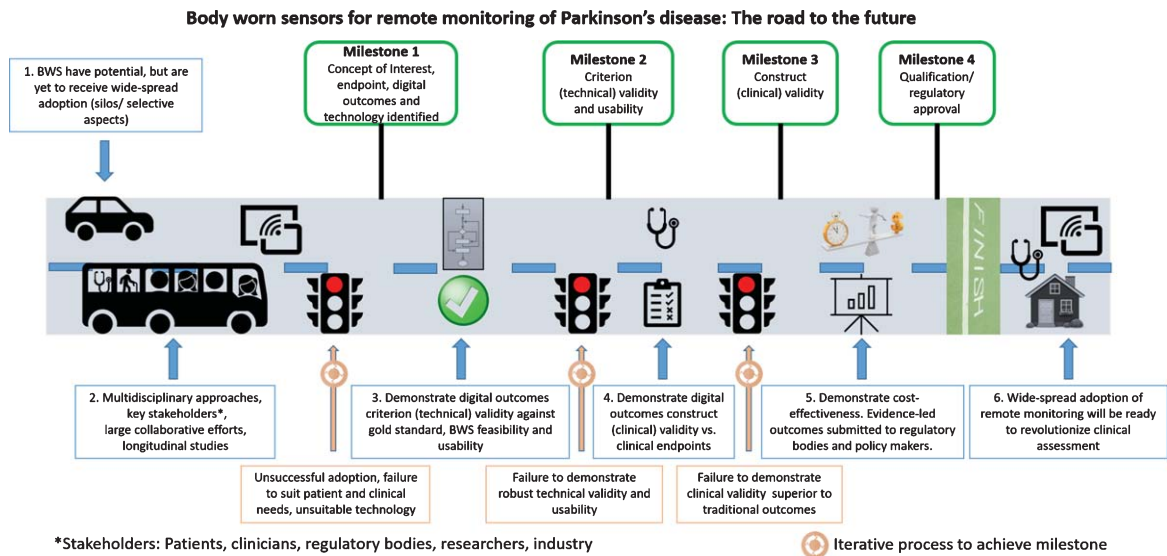 Body worn sensors for remote monitoring of Parkinson's disease: The road to the future
1. BWS have potential, but are
yet to receive wide-spread
adoption (silos/ selective
aspects)
Milestone 1
Concept of Interest,
endpoint, digital
outcomes and
technology identified
Milestone 2
Criterion
(technical) validity
and usability
Milestone 3
Construct
(clinical) validity
Milestone 4
Qualification/
regulatory
approval
FINISH
2. Multidisciplinary approaches,
key stakeholders*,
large collaborative efforts,
longitudinal studies
3. Demonstrate digital outcomes
criterion (technical) validity against
gold standard, BWS feasibility and
usability
4. Demonstrate digital
outcomes construct
(clinical) validity vs.
clinical endpoints
5. Demonstrate cost-
effectiveness. Evidence-led
outcomes submitted to regulatory
bodies and policy makers.
6. Wide-spread adoption of
remote monitoring will be ready
to revolutionize clinical
assessment
Unsuccessful adoption, failure
to suit patient and clinical
needs, unsuitable technology
Failure to demonstrate
robust technical validity and
usability
Failure to demonstrate
clinical validity superior to
traditional outcomes
*Stakeholders: Patients, clinicians, regulatory bodies, researchers, industry
Iterative process to achieve milestone